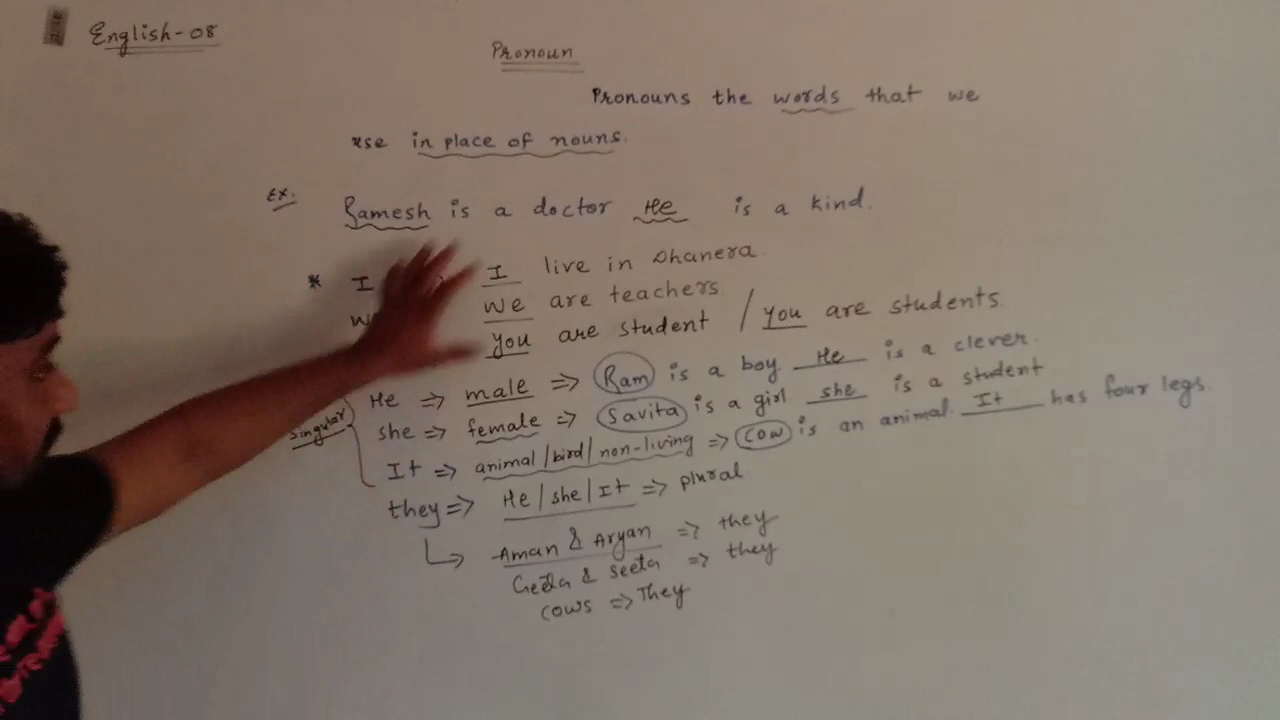 English-08
Pronoun
Pronouns the words that we
use in place of nouns.
Ex. Ramesh is a doctor He is a kind.
* I I live in Dhanera.
We are teachers
You are student / You are students.
Singular
He => male => Ram is a boy He is a clever.
she => female => Savita is a girl she is a student
It => animal/bird/non-living => Cow is an animal. It has four legs
they => He/she/It => plural.
Aman & Aryan => they
Geeta & Seeta => they
cows => They